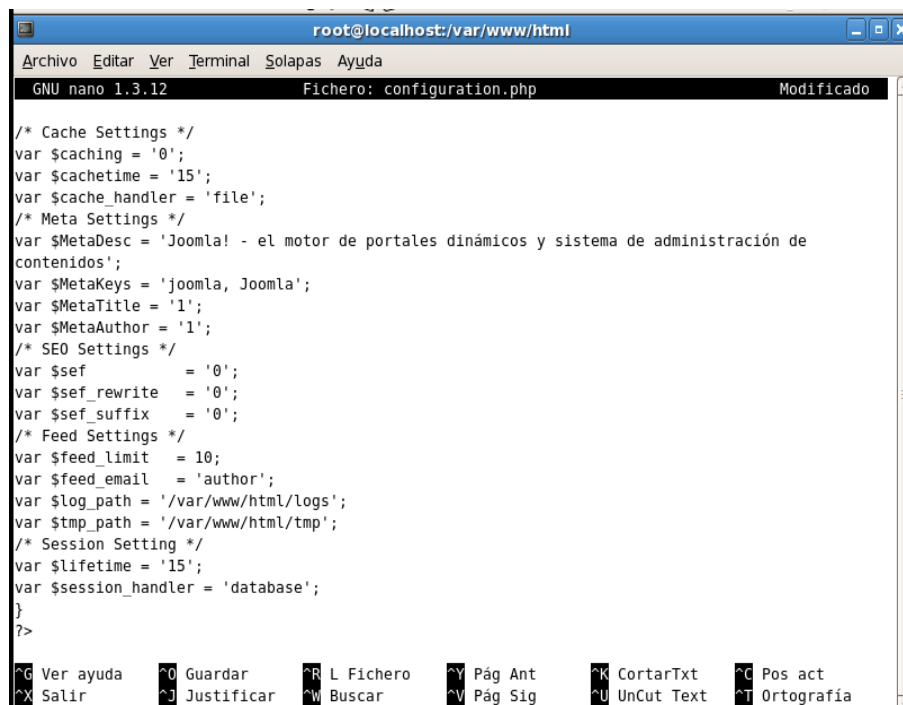 root@localhost:/var/www/html
Archivo Editar Ver Terminal Solapas Ayuda
GNU nano 1.3.12 Fichero: configuration.php Modificado
/* Cache Settings */
var $caching = '0';
var $cachetime = '15';
var $cache_handler = 'file';
/* Meta Settings */
var $MetaDesc = 'Joomla! - el motor de portales dinámicos y sistema de administración de
contenidos';
var $MetaKeys = 'joomla, Joomla';
var $MetaTitle = '1';
var $MetaAuthor = '1';
/* SEO Settings */
var $sef = '0';
var $sef_rewrite = '0';
var $sef_suffix = '0';
/* Feed Settings */
var $feed_limit = 10;
var $feed_email = 'author';
var $log_path = '/var/www/html/logs';
var $tmp_path = '/var/www/html/tmp';
/* Session Setting */
var $lifetime = '15';
var $session_handler = 'database';
}
?>
^G Ver ayuda ^O Guardar ^R L Fichero ^Y Pág Ant ^K CortarTxt ^C Pos act
^X Salir ^J Justificar ^W Buscar ^V Pág Sig ^U UnCut Text ^T Ortografía